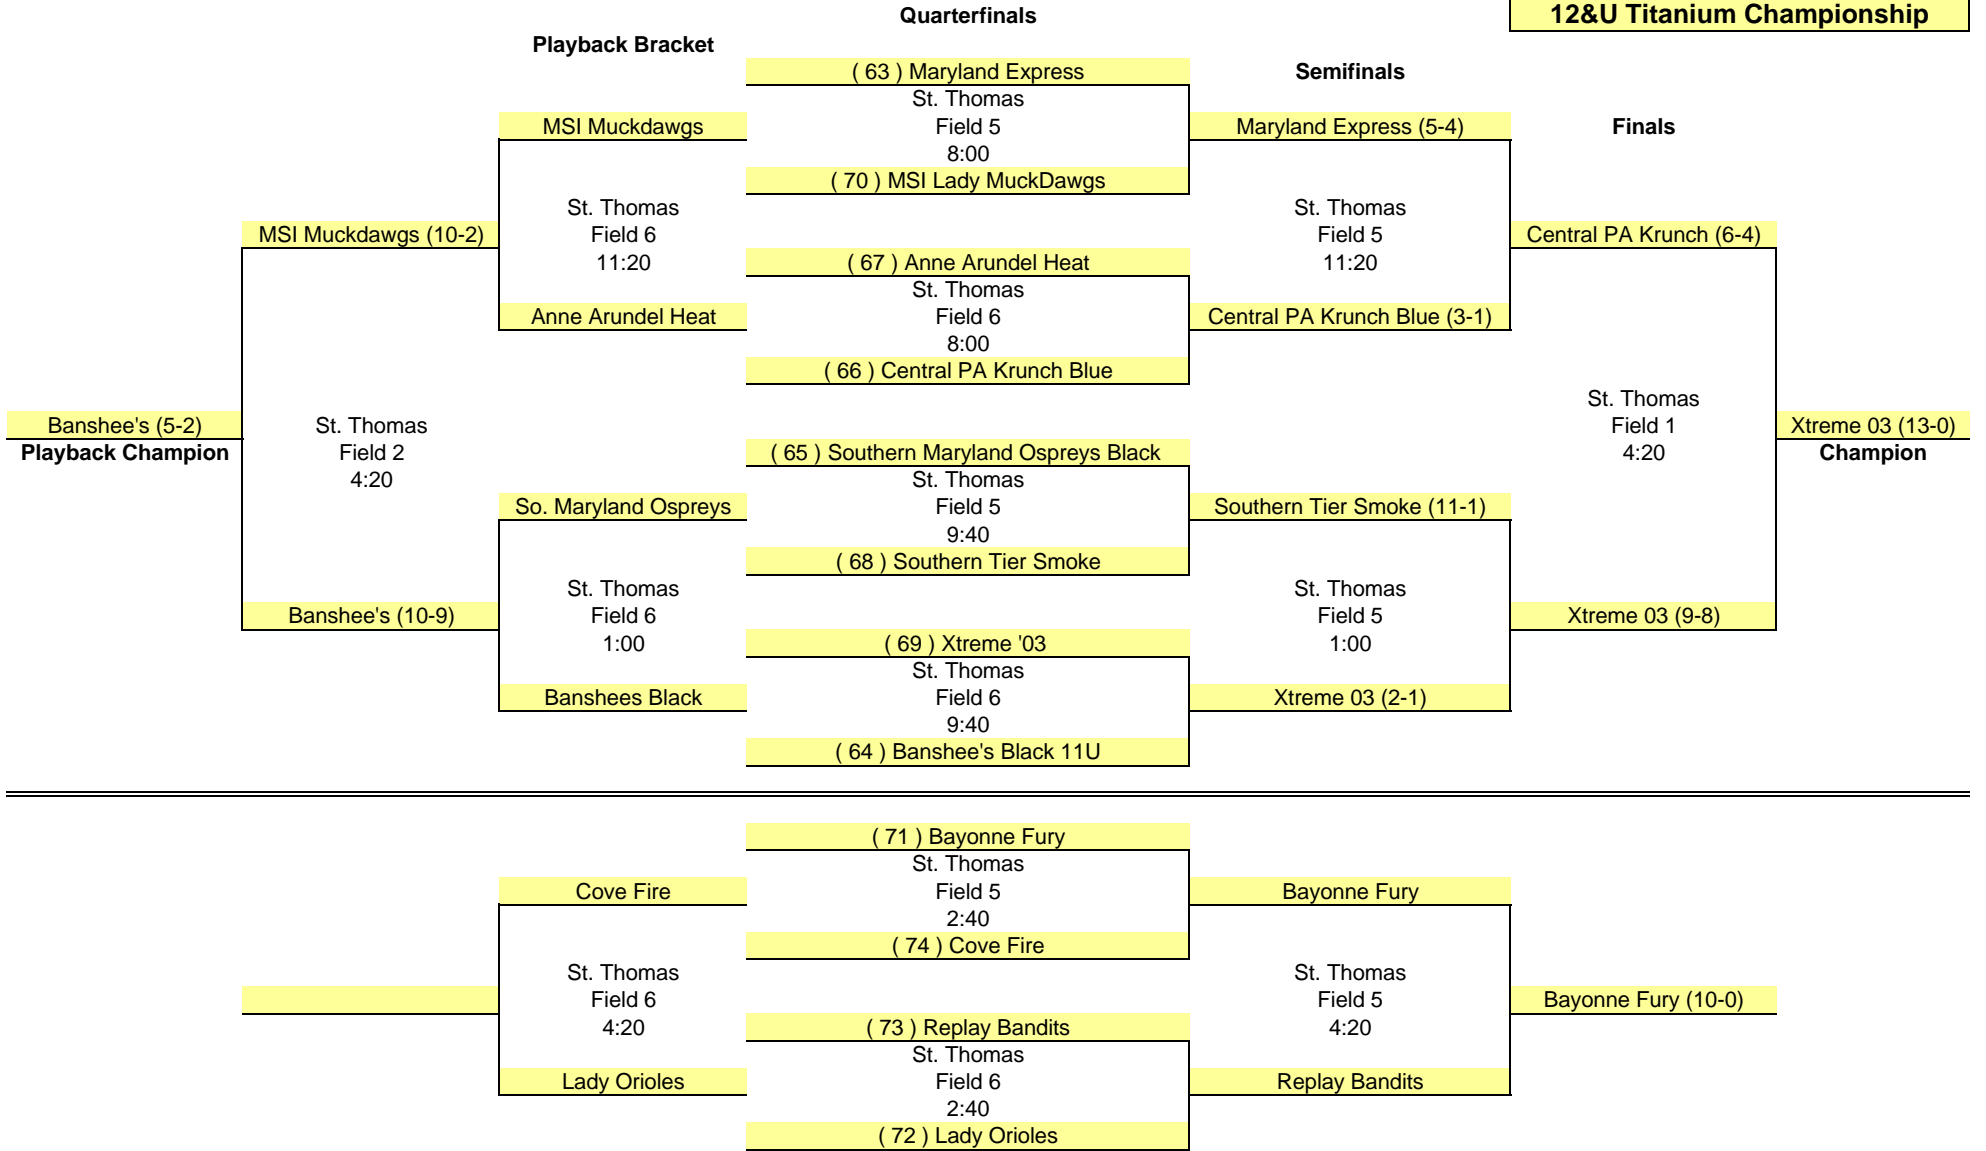 Quarterfinals
12&U Titanium Championship
Playback Bracket
( 63 ) Maryland Express
Semifinals
St. Thomas
MSI Muckdawgs
Field 5
Maryland Express (5-4)
Finals
8:00
( 70 ) MSI Lady MuckDawgs
St. Thomas
St. Thomas
MSI Muckdawgs (10-2)
Field 6
Field 5
Central PA Krunch (6-4)
11:20
( 67 ) Anne Arundel Heat
11:20
St. Thomas
Anne Arundel Heat
Field 6
Central PA Krunch Blue (3-1)
8:00
( 66 ) Central PA Krunch Blue
St. Thomas
Banshee's (5-2)
St. Thomas
Field 1
Xtreme 03 (13-0)
Playback Champion
Field 2
( 65 ) Southern Maryland Ospreys Black
4:20
Champion
4:20
St. Thomas
So. Maryland Ospreys
Field 5
Southern Tier Smoke (11-1)
9:40
( 68 ) Southern Tier Smoke
St. Thomas
St. Thomas
Banshee's (10-9)
Field 6
Field 5
Xtreme 03 (9-8)
1:00
( 69 ) Xtreme '03
1:00
St. Thomas
Banshees Black
Field 6
Xtreme 03 (2-1)
9:40
( 64 ) Banshee's Black 11U
( 71 ) Bayonne Fury
St. Thomas
Cove Fire
Field 5
Bayonne Fury
2:40
( 74 ) Cove Fire
St. Thomas
St. Thomas
Field 6
Field 5
Bayonne Fury (10-0)
4:20
( 73 ) Replay Bandits
4:20
St. Thomas
Lady Orioles
Field 6
Replay Bandits
2:40
( 72 ) Lady Orioles